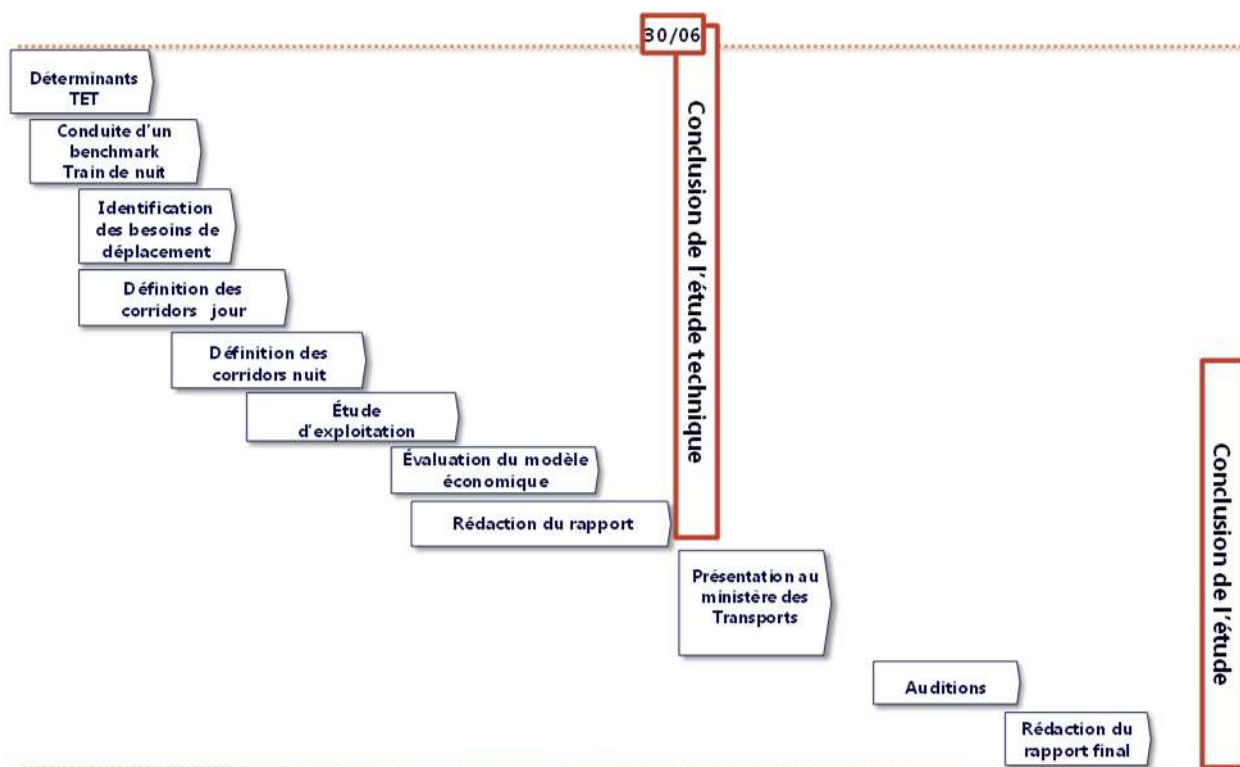 30/06
Déterminants
TET
Conduite d'un
benchmark
Train de nuit
Identification
des besoins de
déplacement
Définition des
corridors jour
Définition des
corridors nuit
Étude
d'exploitation
Évaluation du modèle
économique
Rédaction du rapport
Conclusion de l'étude technique
Présentation au
ministère des
Transports
Auditions
Rédaction du
rapport final
Conclusion de l'étude